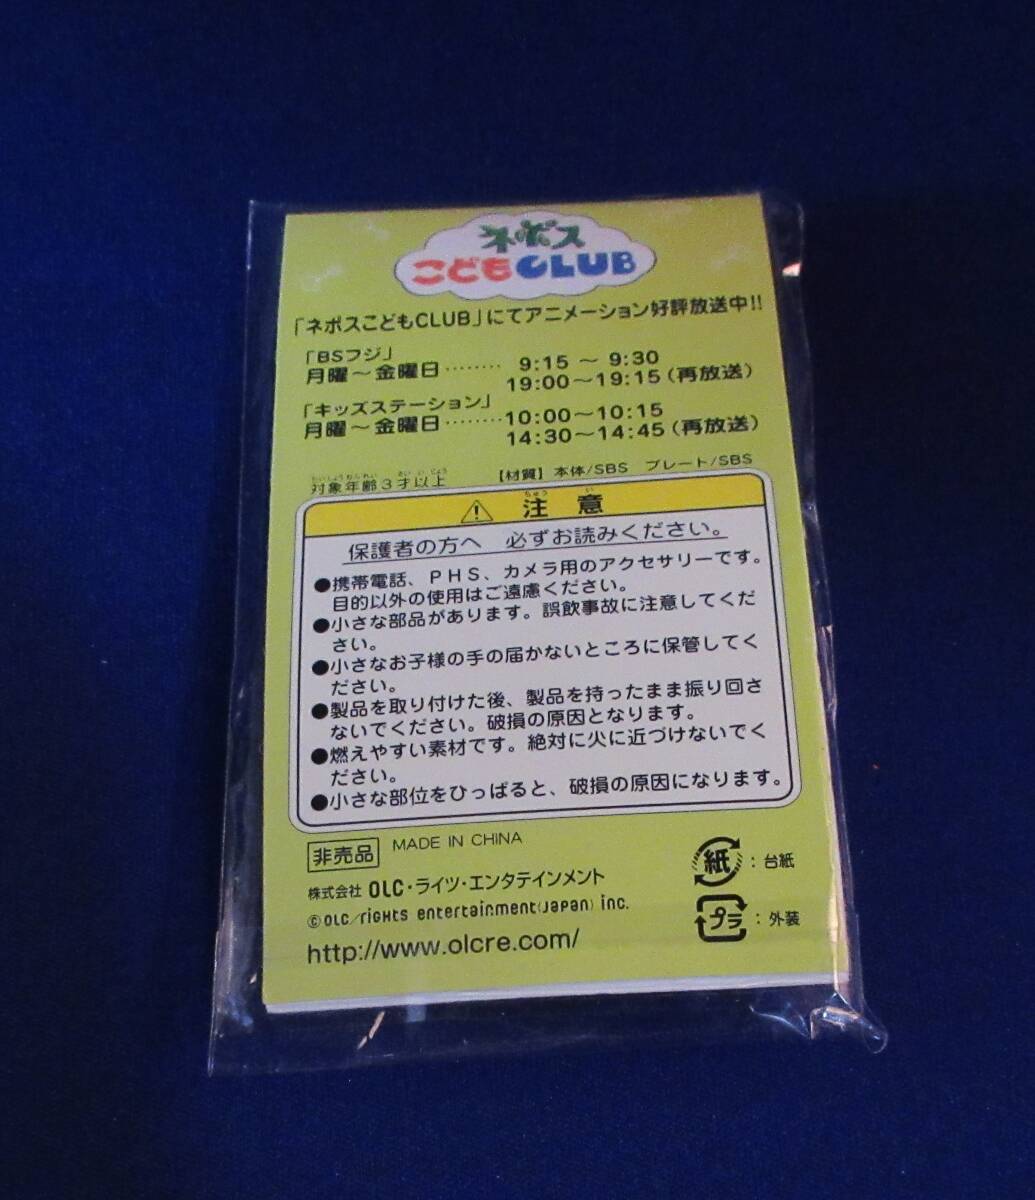 ネポス
こどもCLUB
「ネポスこどもCLUB」にてアニメーション好評放送中!!
「BSフジ」
月曜～金曜日‥‥‥‥ 9:15 ～ 9:30
19:00～19:15(再放送)
「キッズステーション」
月曜～金曜日‥‥‥‥10:00～10:15
14:30～14:45(再放送)
対象年齢3才以上 【材質】本体/SBS プレート/SBS
注意
保護者の方へ 必ずお読みください。
●携帯電話、PHS、カメラ用のアクセサリーです。
目的以外の使用はご遠慮ください。
●小さな部品があります。誤飲事故に注意してくだ
さい。
●小さなお子様の手の届かないところに保管してく
ださい。
●製品を取り付けた後、製品を持ったまま振り回さ
ないでください。破損の原因となります。
●燃えやすい素材です。絶対に火に近づけないでく
ださい。
●小さな部位をひっぱると、破損の原因になります。
非売品 MADE IN CHINA
紙:台紙
株式会社 OLC・ライツ・エンタテインメント
©OLC/rights entertainment(Japan) inc.
プラ:外装
http://www.olcre.com/